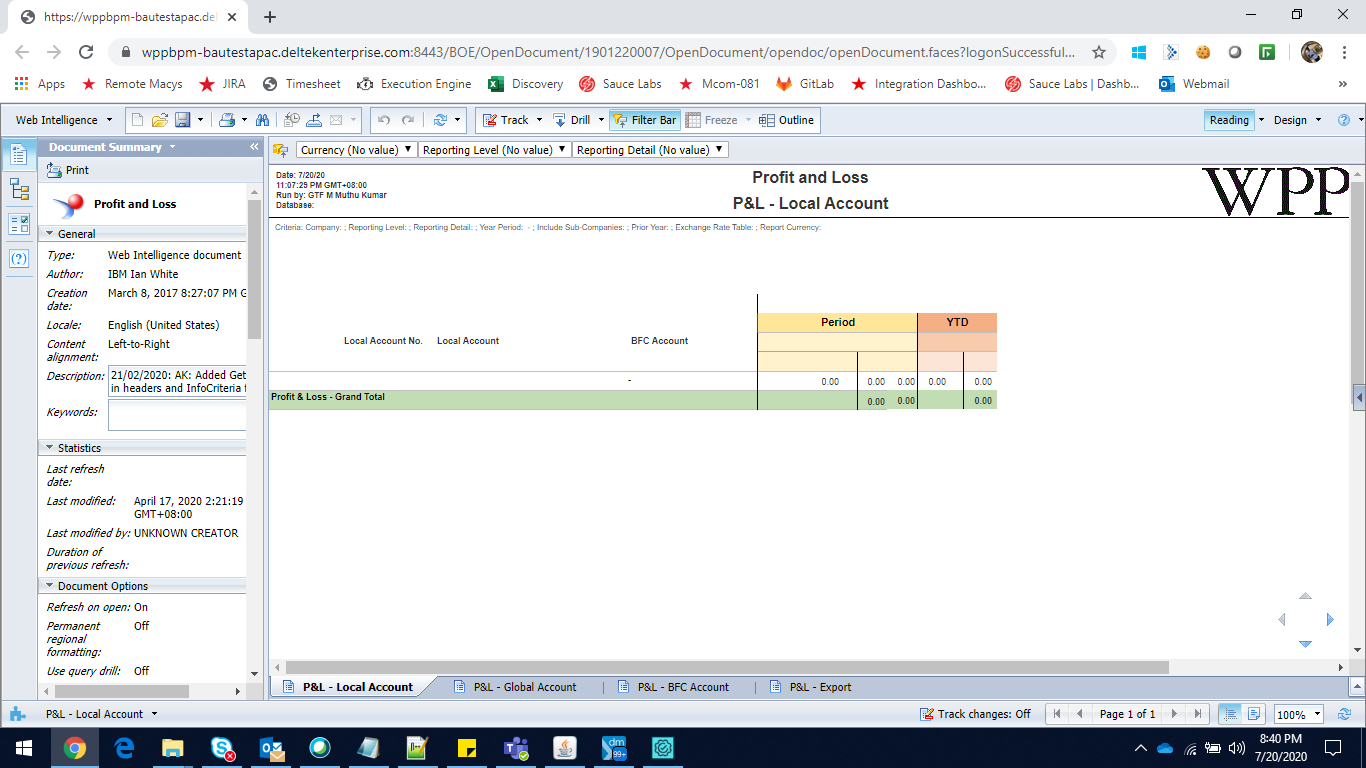 https://wppbpm-bautestapac.del
wppbpm-bautestapac.deltekenterprise.com:8443/BOE/OpenDocument/1901220007/OpenDocument/opendoc/openDocument.faces?logonSuccessful...
Apps Remote Macys JIRA Timesheet Execution Engine Discovery Sauce Labs Mcom-081 GitLab Integration Dashbo... Sauce Labs | Dashb... Webmail »
Web Intelligence Track Drill Filter Bar Freeze Outline Reading Design
Document Summary «
Print
Profit and Loss
General
Type: Web Intelligence document
Author: IBM Ian White
Creation date: March 8, 2017 8:27:07 PM G
Locale: English (United States)
Content alignment: Left-to-Right
Description: 21/02/2020: AK: Added Get
in headers and InfoCriteria f
Keywords:
Statistics
Last refresh date:
Last modified: April 17, 2020 2:21:19
GMT+08:00
Last modified by: UNKNOWN CREATOR
Duration of previous refresh:
Document Options
Refresh on open: On
Permanent regional formatting: Off
Use query drill: Off
Currency (No value) Reporting Level (No value) Reporting Detail (No value)
Date: 7/20/20
11:07:29 PM GMT+08:00
Run by: GTF M Muthu Kumar
Database:
Profit and Loss
P&L - Local Account
WPP
Criteria: Company: ; Reporting Level: ; Reporting Detail: ; Year Period: - ; Include Sub-Companies: ; Prior Year: ; Exchange Rate Table: ; Report Currency:
Period YTD
Local Account No. Local Account BFC Account
- 0.00 0.00 0.00 0.00 0.00
Profit & Loss - Grand Total 0.00 0.00 0.00
P&L - Local Account P&L - Global Account P&L - BFC Account P&L - Export
P&L - Local Account Track changes: Off Page 1 of 1 100%
dm
99+
8:40 PM
7/20/2020